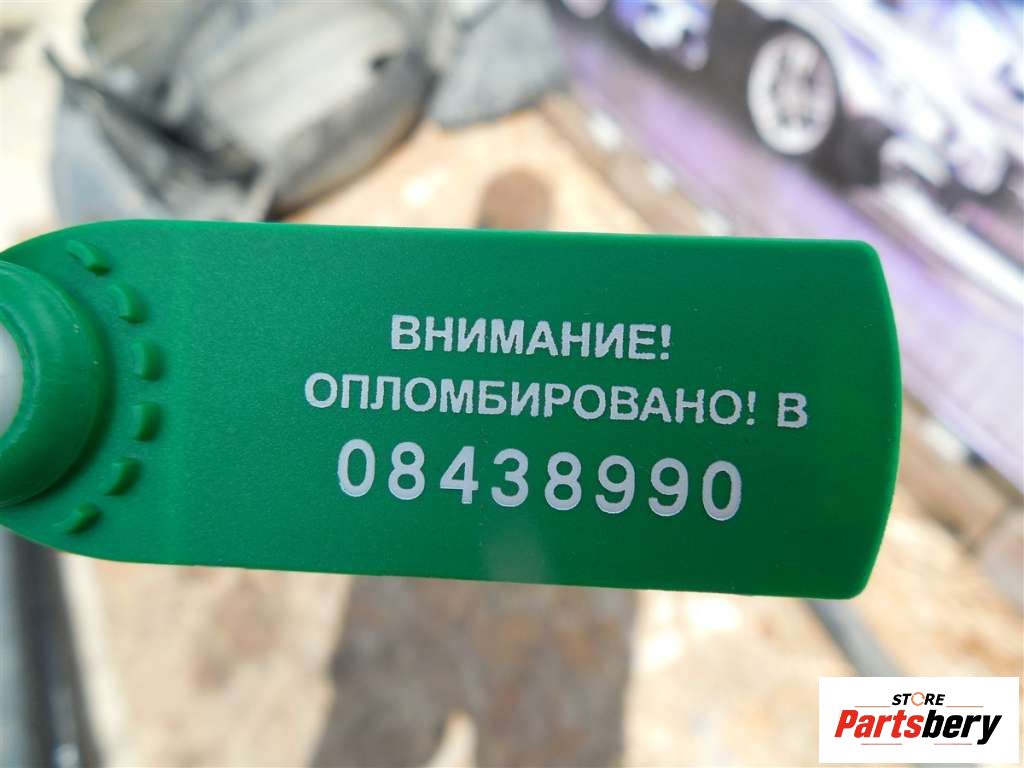 ВНИМАНИЕ!
ОПЛОМБИРОВАНО! В
08438990
STORE
Partsbery